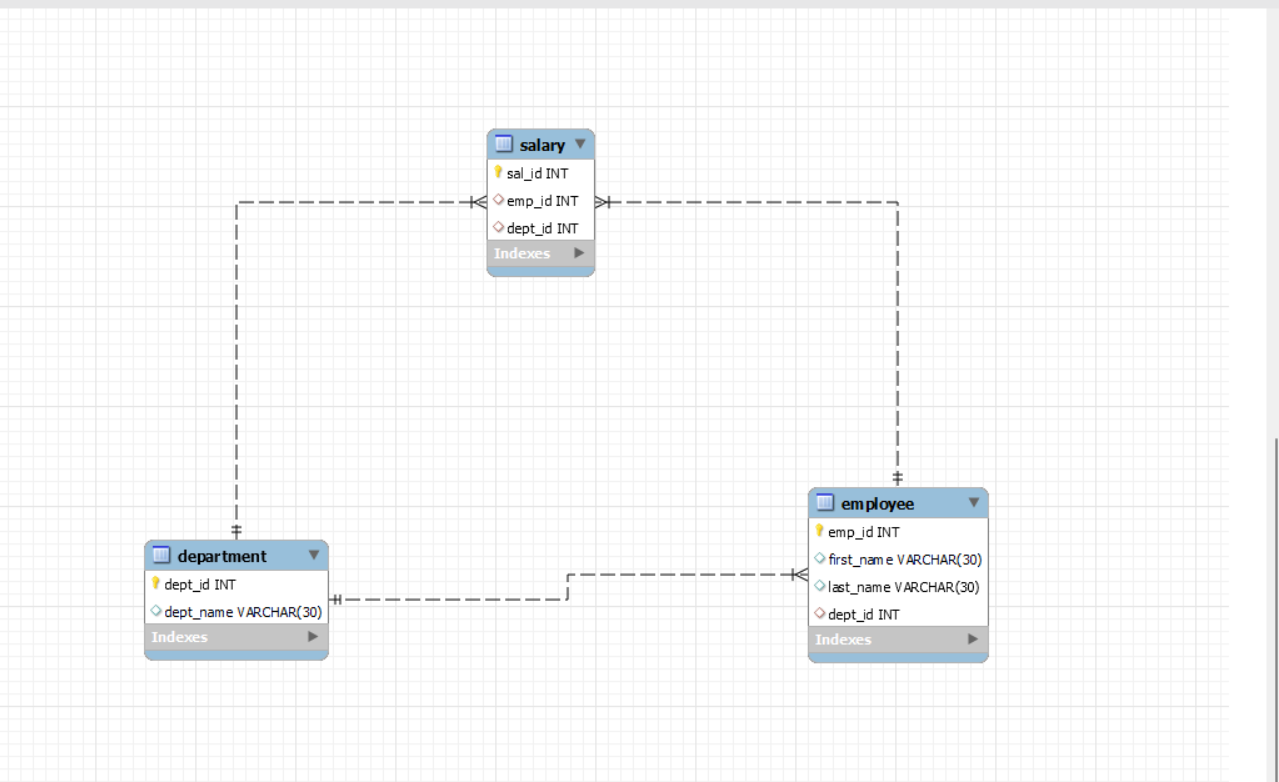 salary
sal_id INT
emp_id INT
dept_id INT
Indexes
department
dept_id INT
dept_name VARCHAR(30)
Indexes
employee
emp_id INT
first_name VARCHAR(30)
last_name VARCHAR(30)
dept_id INT
Indexes